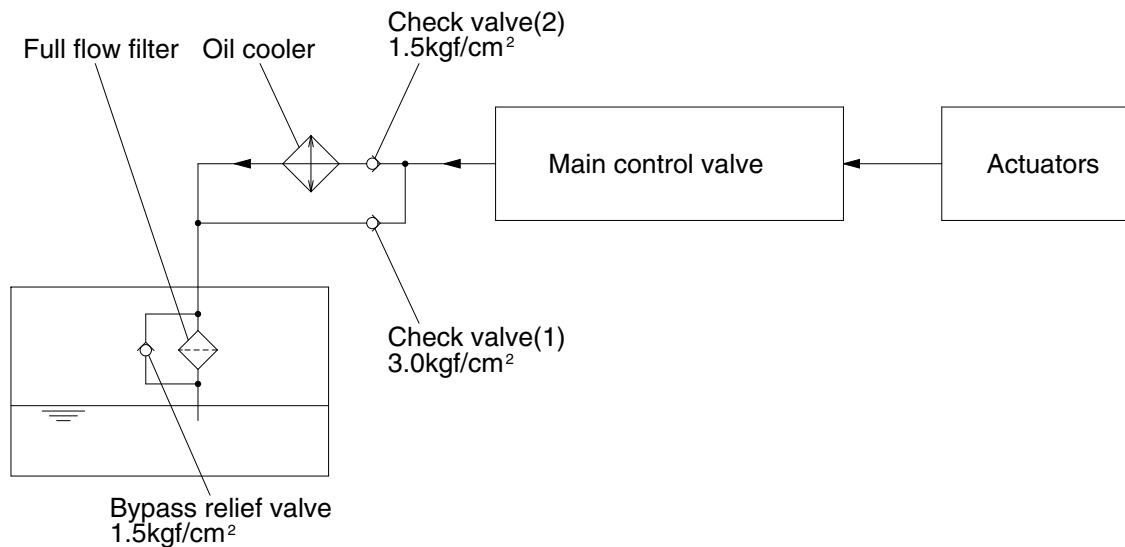 Check valve(2)
1.5kgf/cm²
Full flow filter
Oil cooler
Main control valve
Actuators
Check valve(1)
3.0kgf/cm²
Bypass relief valve
1.5kgf/cm²